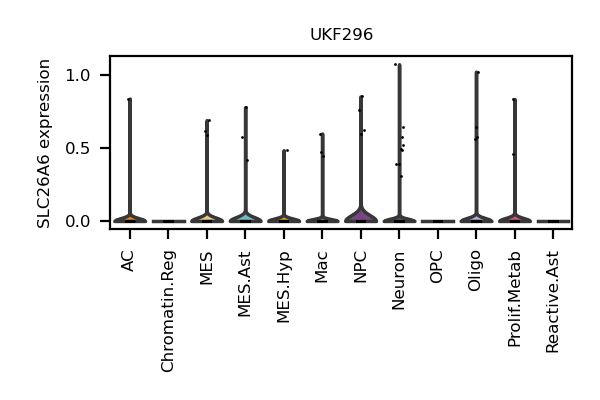 UKF296
SLC26A6 expression
1.0
0.5
0.0
AC
Chromatin.Reg
MES
MES.Ast
MES.Hyp
Mac
NPC
Neuron
OPC
Oligo
Prolif.Metab
Reactive.Ast